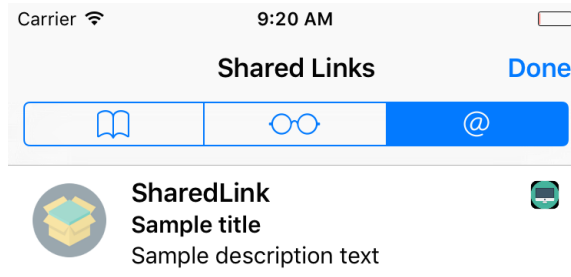 Carrier 9:20 AM
Shared Links Done
@
SharedLink
Sample title
Sample description text